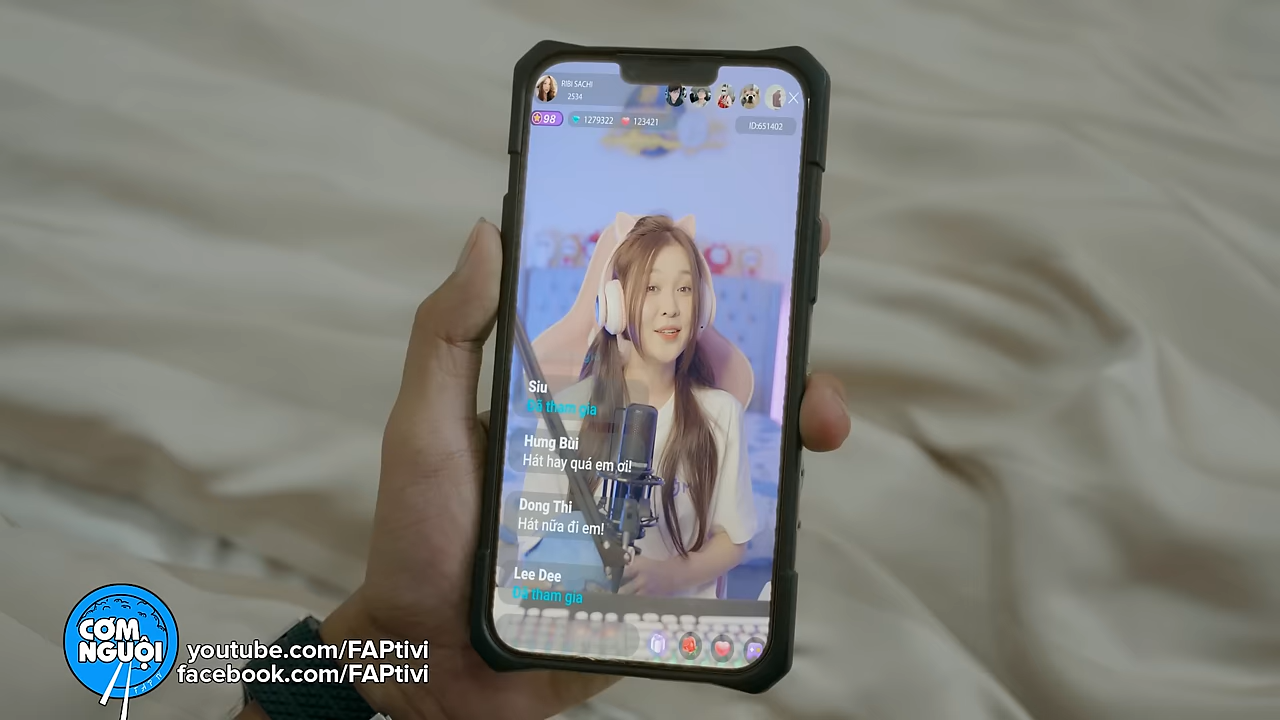 RIBI SACHI
2534
98
1279322
123421
ID:651402
Siu
Đã tham gia
Hưng Bùi
Hát hay quá em ơi!
Dong Thi
Hát nữa đi em!
Lee Dee
Đã tham gia
CƠM
NGUỘI
FAPTV
youtube.com/FAPtivi
facebook.com/FAPtivi